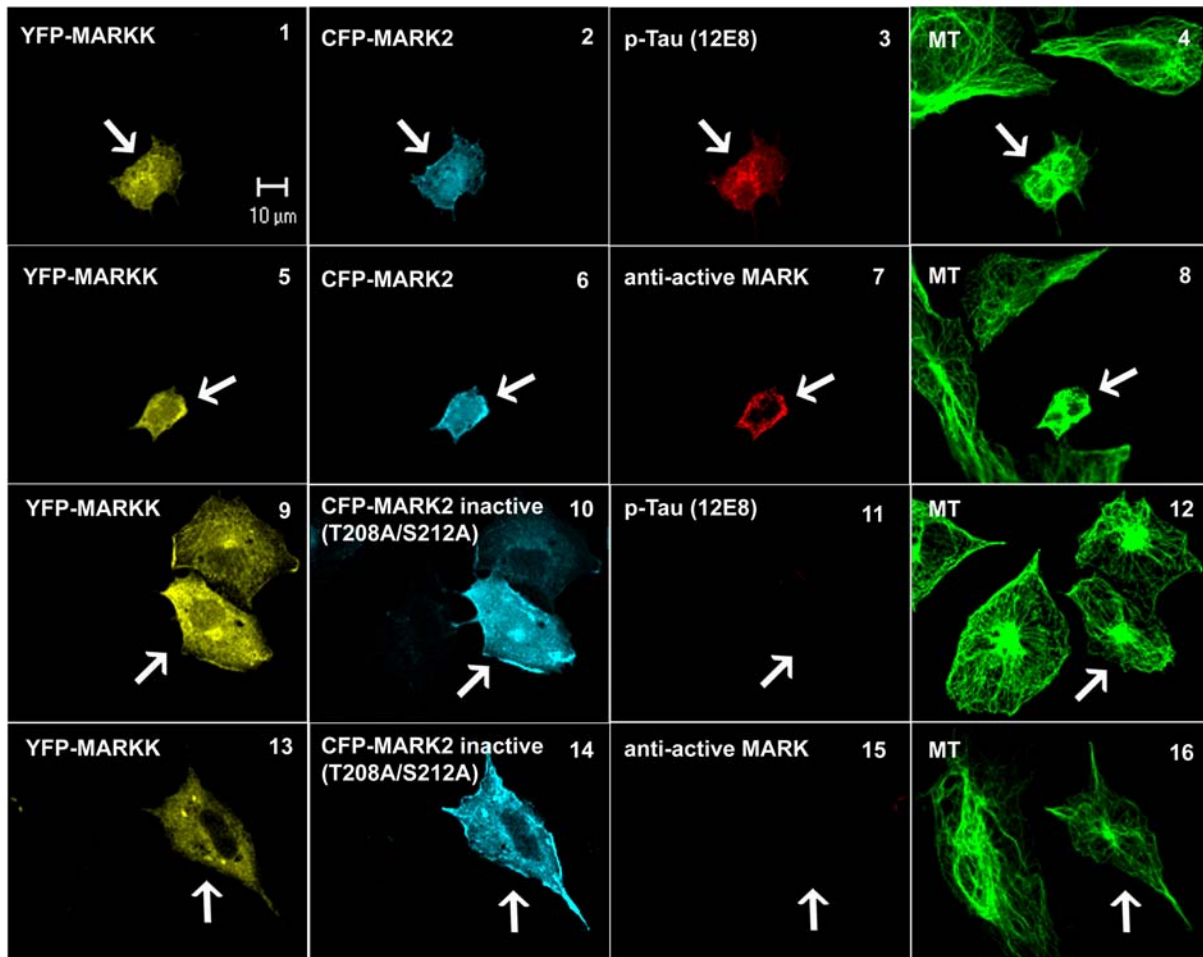 YFP-MARKK 1
CFP-MARK2 2
p-Tau (12E8) 3
MT 4
10 µm
YFP-MARKK 5
CFP-MARK2 6
anti-active MARK 7
MT 8
YFP-MARKK 9
CFP-MARK2 inactive 10
(T208A/S212A)
p-Tau (12E8) 11
MT 12
YFP-MARKK 13
CFP-MARK2 inactive 14
(T208A/S212A)
anti-active MARK 15
MT 16